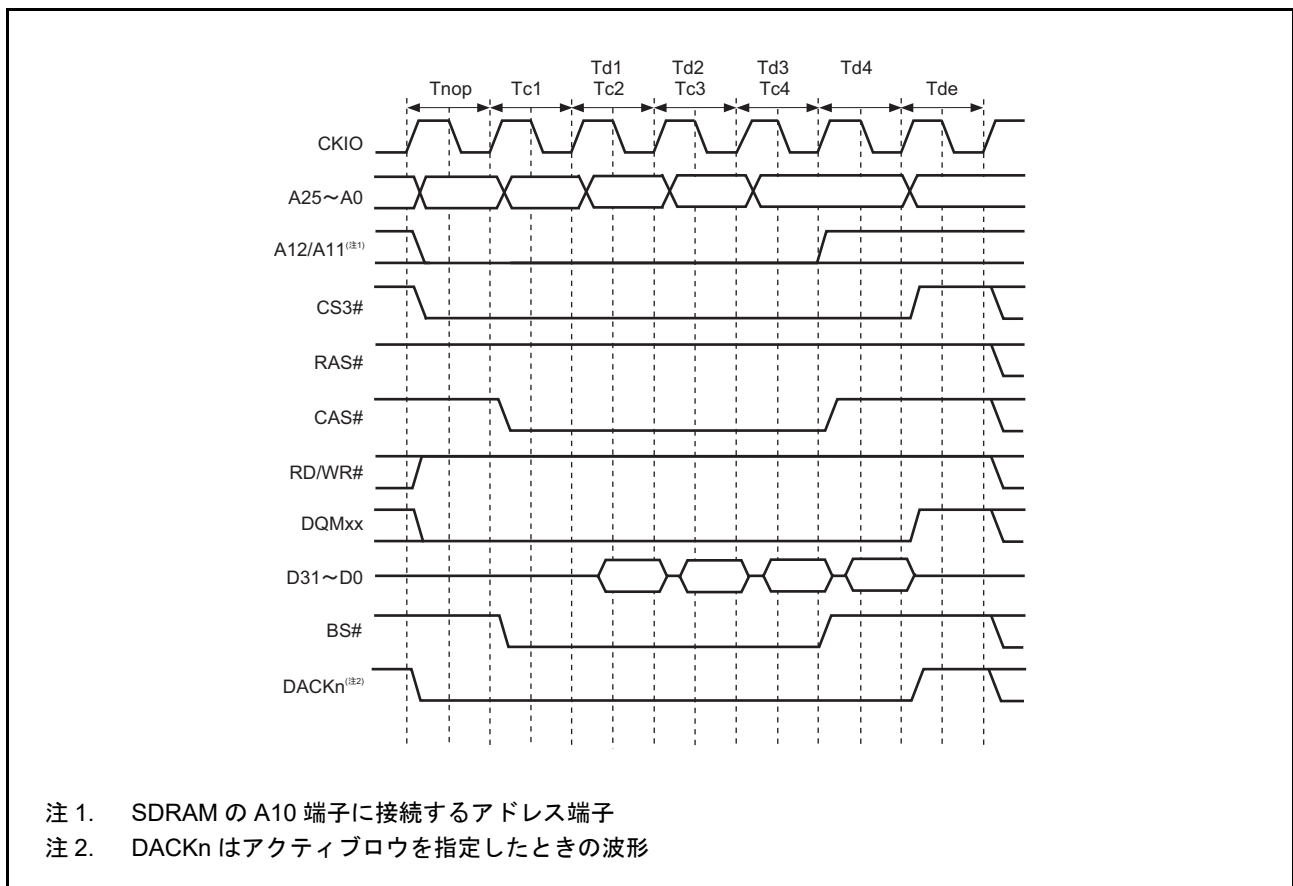 Td1 Td2 Td3 Td4
Tnop Tc1 Tc2 Tc3 Tc4 Tde
CKIO
A25～A0
A12/A11(注1)
CS3#
RAS#
CAS#
RD/WR#
DQMxx
D31～D0
BS#
DACKn(注2)
注 1. SDRAM の A10 端子に接続するアドレス端子
注 2. DACKn はアクティブロウを指定したときの波形